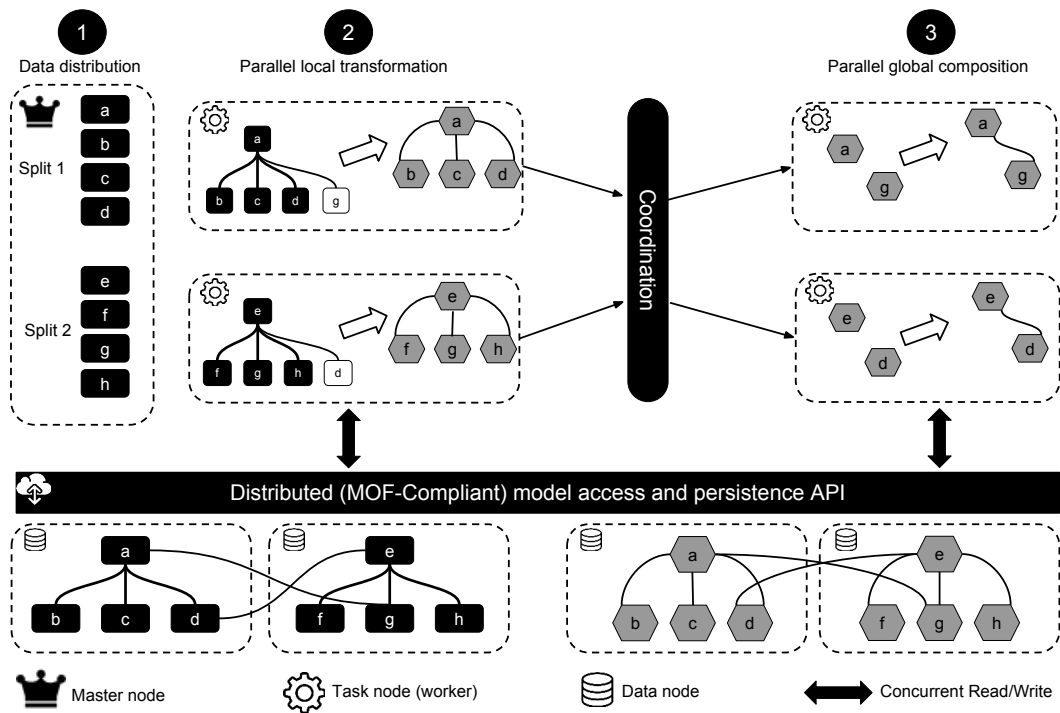 1
2
3
Data distribution
Parallel local transformation
Parallel global composition
Split 1
a
b
c
d
Split 2
e
f
g
h
a
b
c
d
g
a
b
c
d
e
f
g
h
d
e
f
g
h
Coordination
a
g
a
g
e
d
e
d
Distributed (MOF-Compliant) model access and persistence API
a
b
c
d
e
f
g
h
a
b
c
d
e
f
g
h
Master node
Task node (worker)
Data node
Concurrent Read/Write